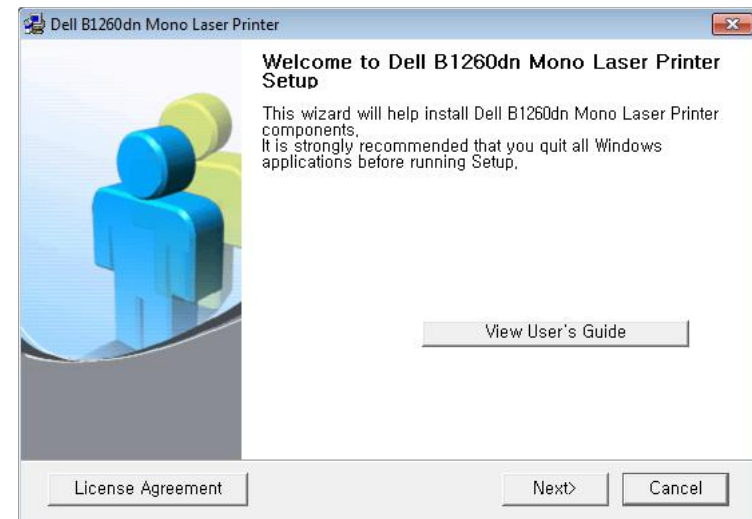 Dell B1260dn Mono Laser Printer
Welcome to Dell B1260dn Mono Laser Printer
Setup
This wizard will help install Dell B1260dn Mono Laser Printer
components,
It is strongly recommended that you quit all Windows
applications before running Setup,
View User's Guide
License Agreement
Next>
Cancel